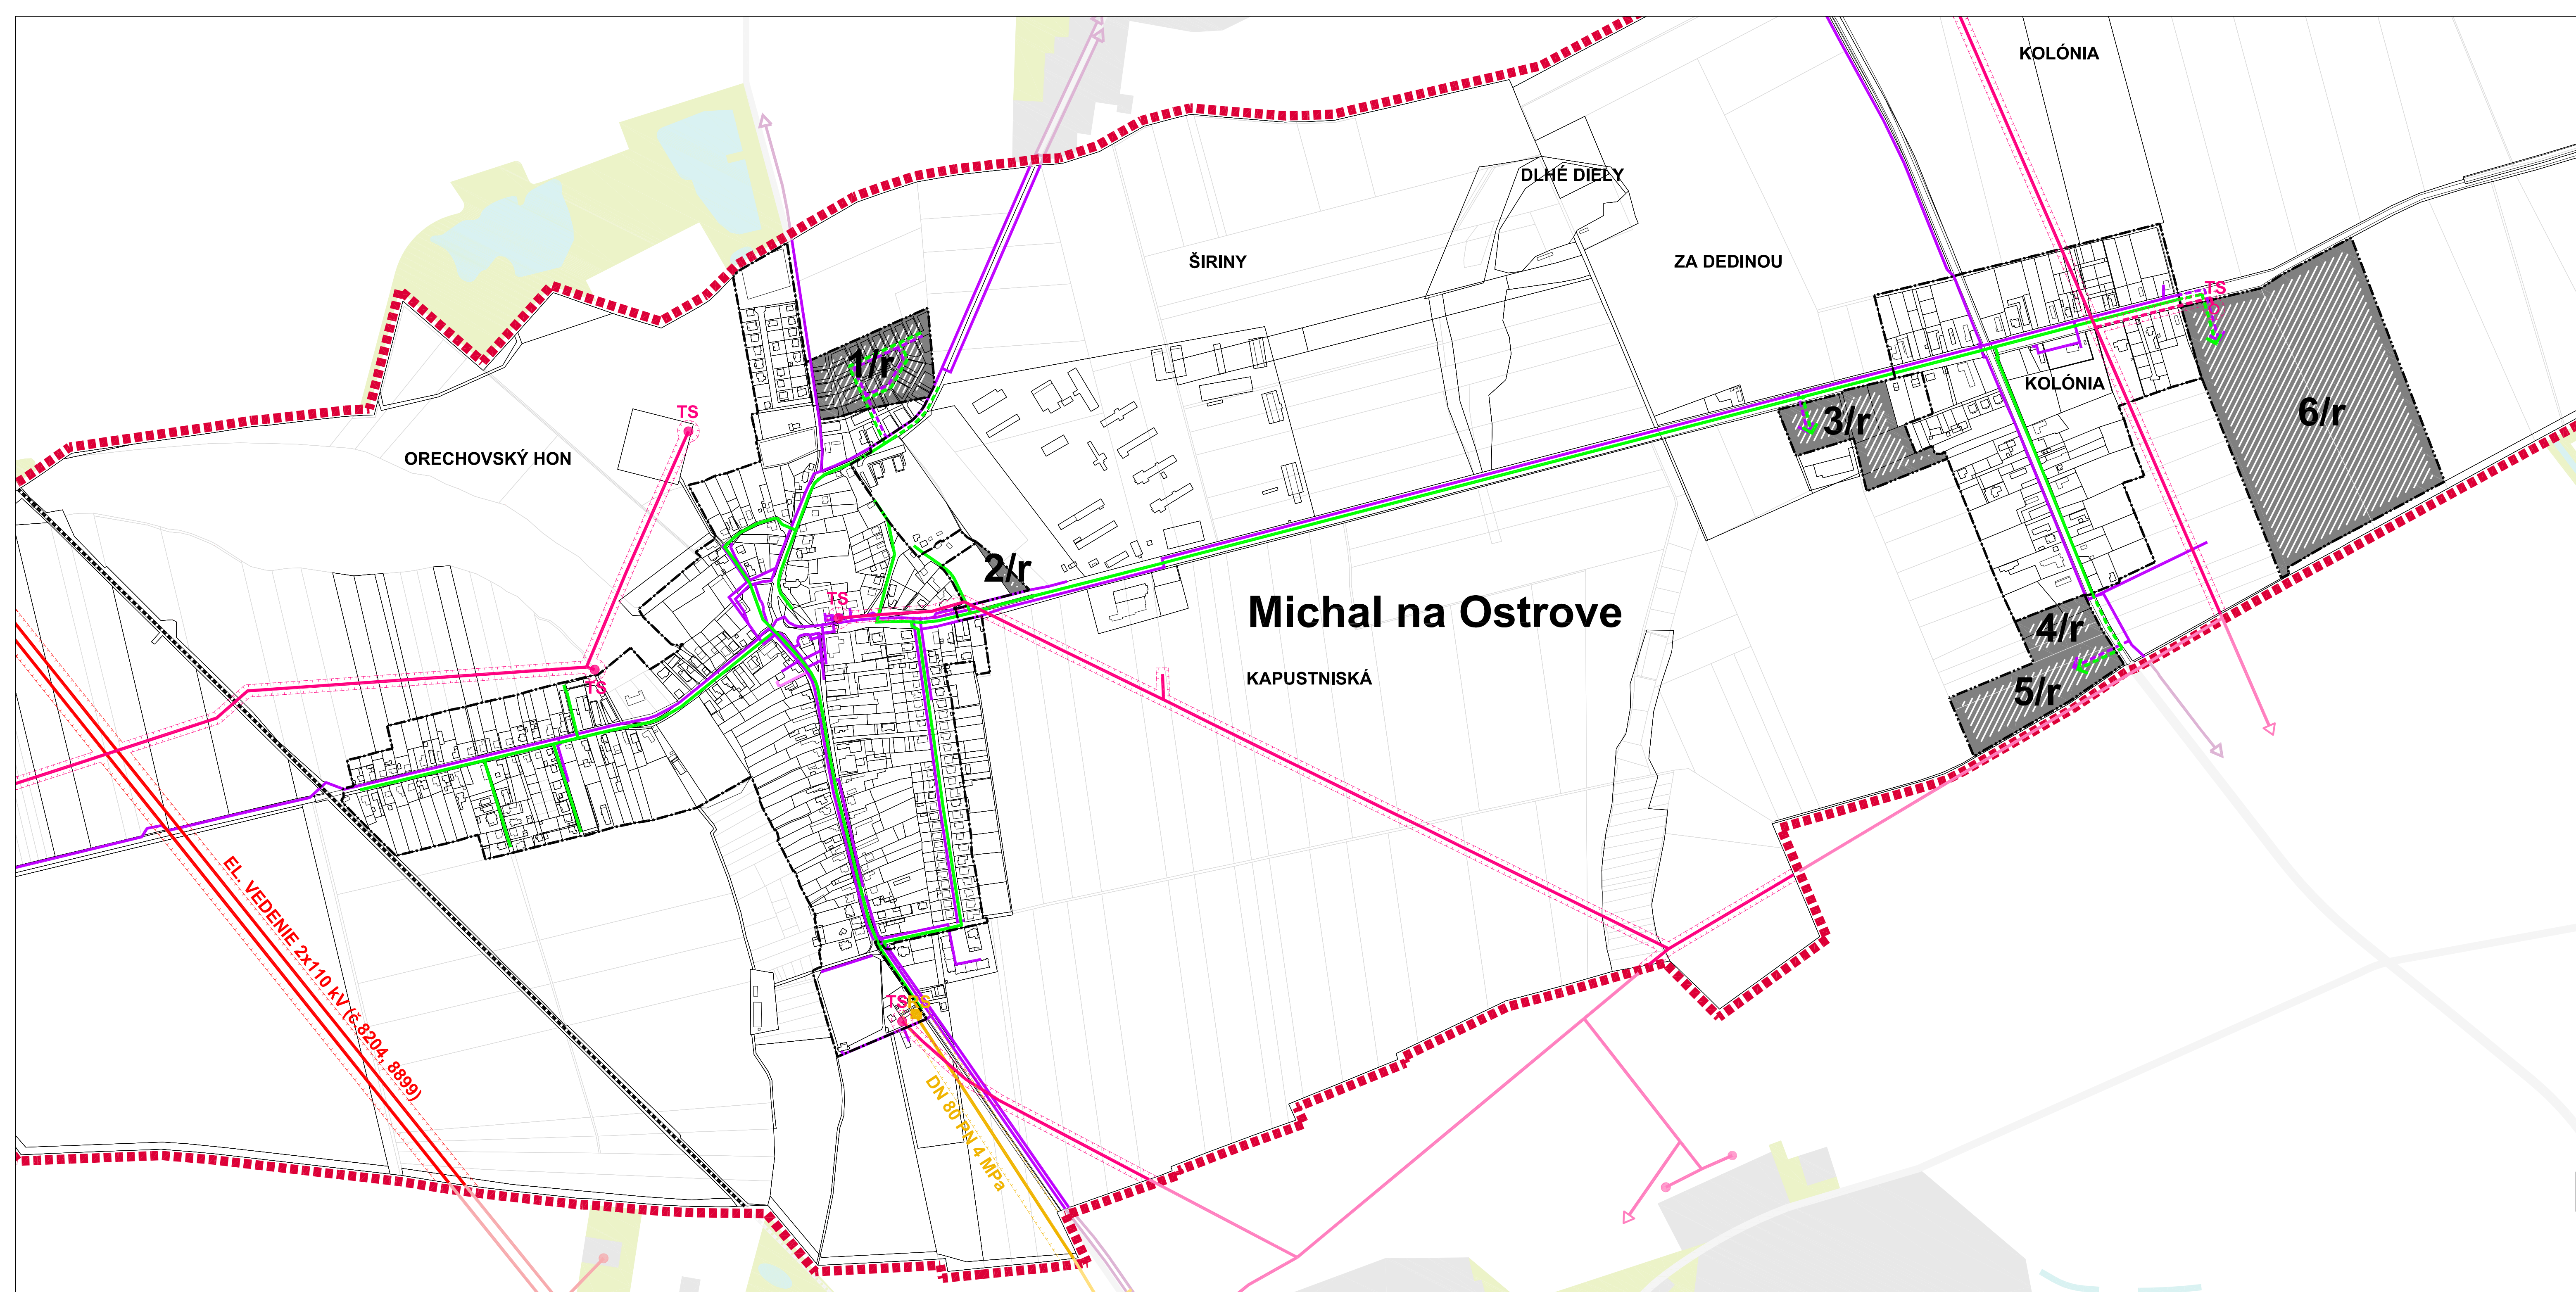 KOLÓNIA
DLHÉ DIELY
ŠIRINY
ZA DEDINOU
TS
1/r
KOLÓNIA
3/r
6/r
TS
ORECHOVSKÝ HON
2/r
TS
Michal na Ostrove
4/r
KAPUSTNISKÁ
TS
5/r
EL. VEDENIE 2x110 kV (č.8204, 8899)
TS
RS
DN 80 PN 4 MPa